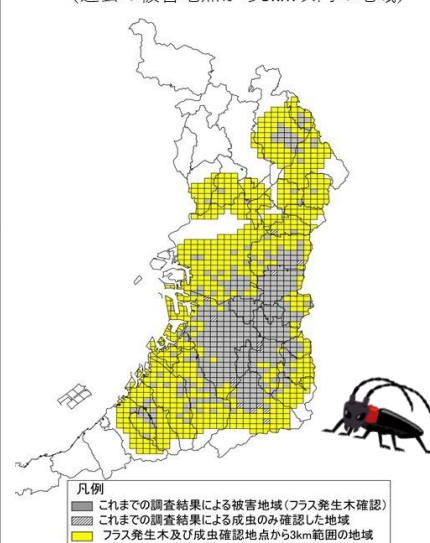 凡例
これまでの調査結果による被害地域(フラス発生木確認)
これまでの調査結果による成虫のみ確認した地域
フラス発生木及び成虫確認地点から3km範囲の地域